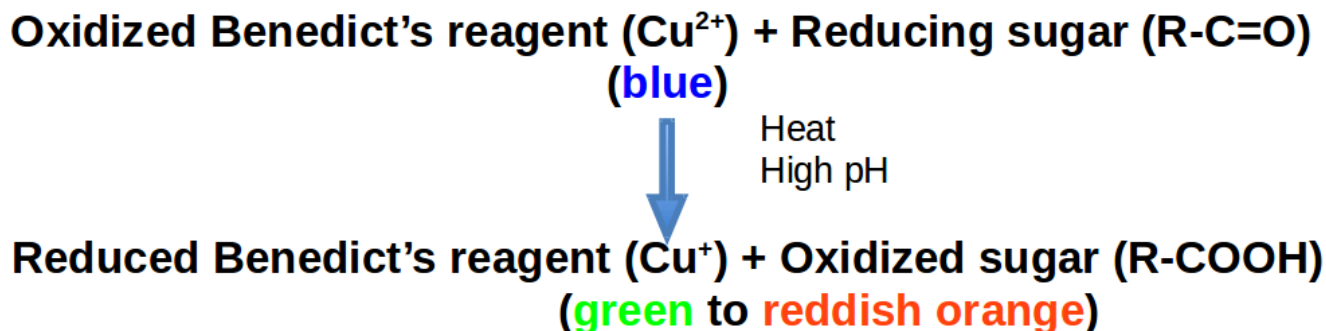 Oxidized Benedict’s reagent (Cu²⁺) + Reducing sugar (R-C=O)
(blue)
Heat
High pH
Reduced Benedict’s reagent (Cu⁺) + Oxidized sugar (R-COOH)
(green to reddish orange)